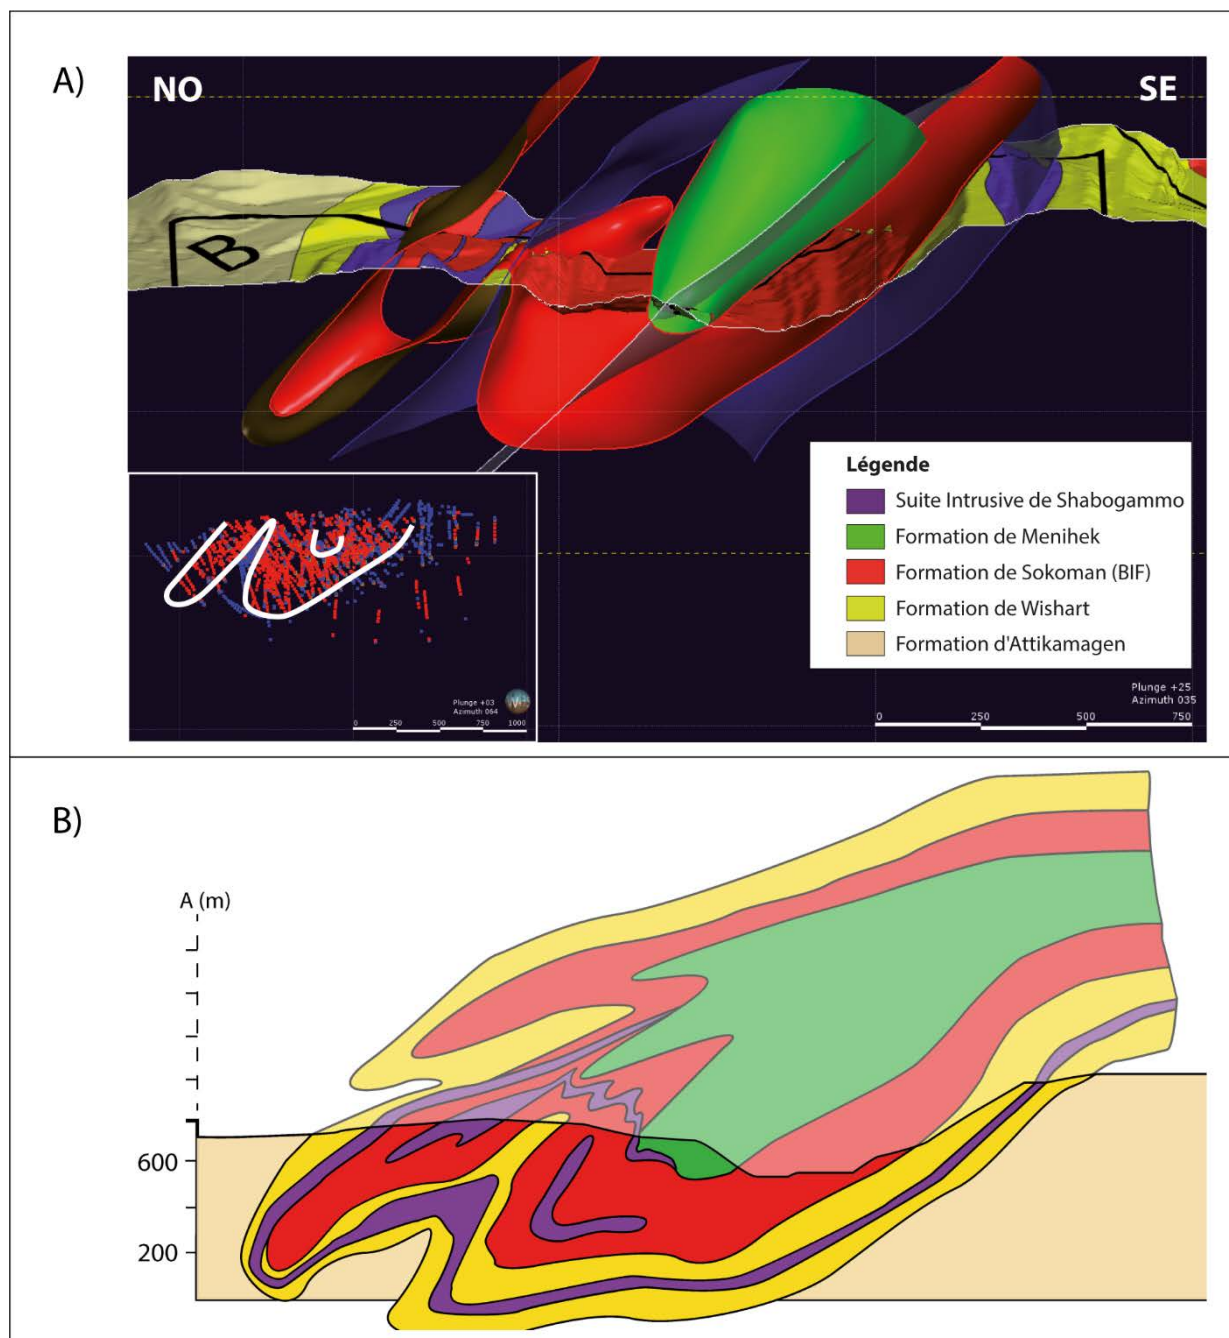 A)
NO
SE
B
Légende
Suite Intrusive de Shabogammo
Formation de Menihek
Formation de Sokoman (BIF)
Formation de Wishart
Formation d'Attikamagen
Plunge +03
Azimuth 064
0 250 500 750 1000
Plunge +25
Azimuth 035
0 250 500 750
B)
A (m)
600
200